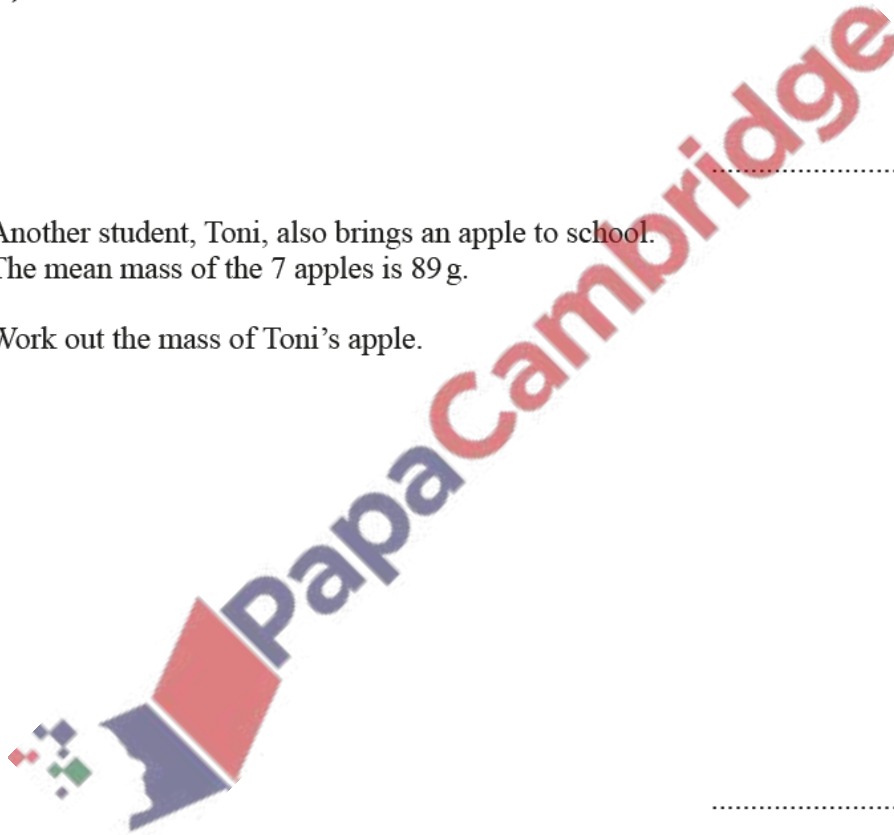 Another student, Toni, also brings an apple to school.
The mean mass of the 7 apples is 89 g.
Work out the mass of Toni's apple.
PapaCambridge